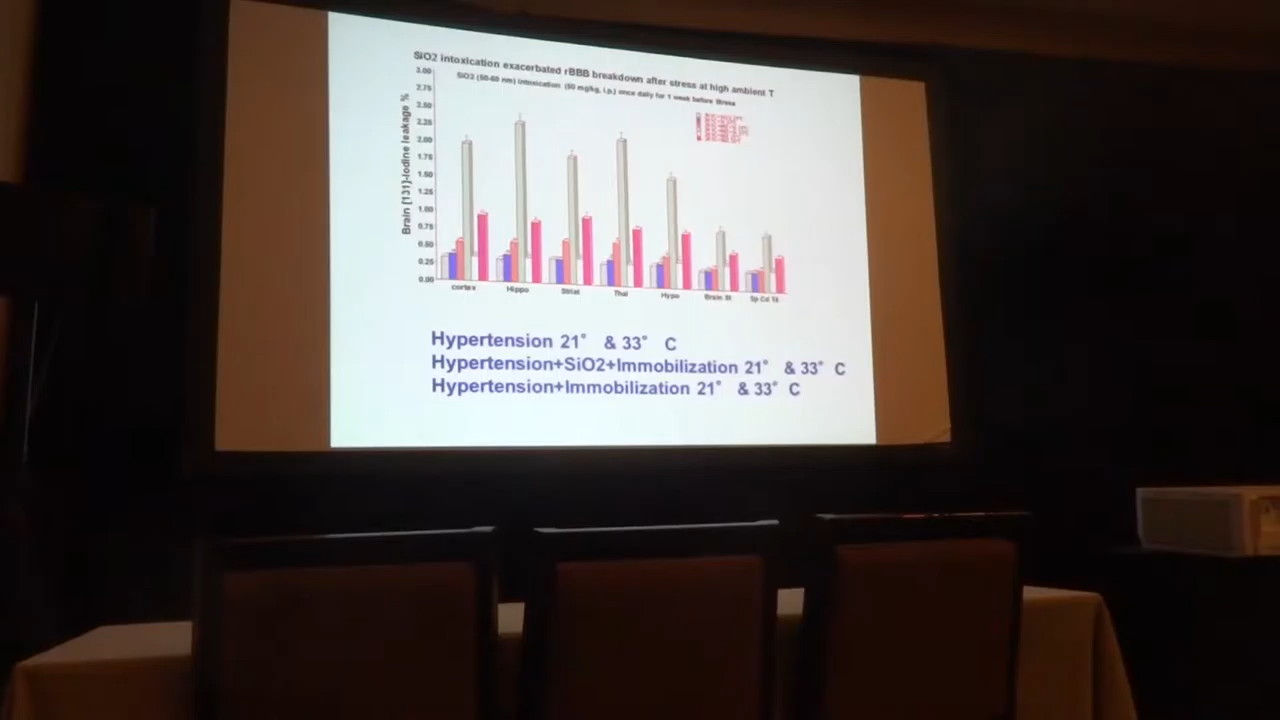 SiO2 intoxication exacerbated rBBB breakdown after stress at high ambient T
SiO2 (50-60 nm) intoxication (50 mg/kg, i.p.) once daily for 1 week before Stress
Brain [131]-Iodine leakage %
3.00
2.75
2.50
2.25
2.00
1.75
1.50
1.25
1.00
0.75
0.50
0.25
0.00
cortex Hippo Striat Thal Hypo Brain St Sp Cd
Hypertension 21° & 33° C
Hypertension+SiO2+Immobilization 21° & 33° C
Hypertension+Immobilization 21° & 33° C